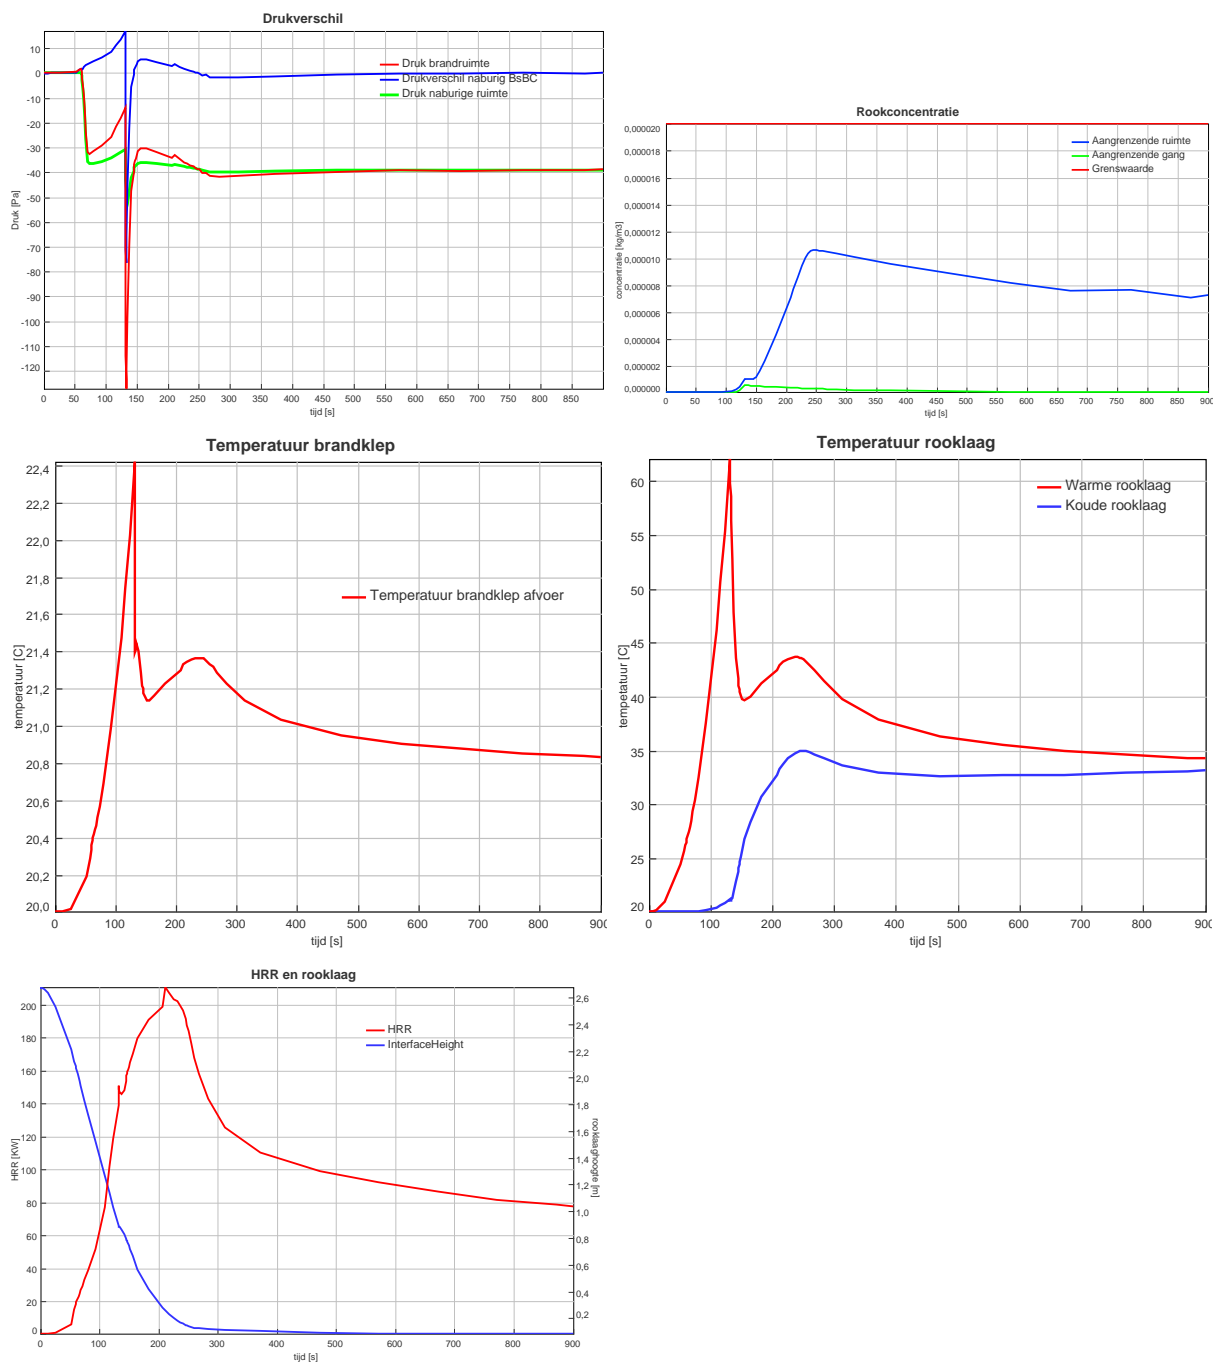 Drukverschil
10
0
-10
-20
-30
-40
-50
-60
-70
-80
-90
-100
-110
-120
Druk [Pa]
Druk brandruimte
Drukverschil naburig BsBC
Druk naburige ruimte
0 50 100 150 200 250 300 350 400 450 500 550 600 650 700 750 800 850
tijd [s]
Rookconcentratie
0,000020
0,000018
0,000016
0,000014
0,000012
0,000010
0,000008
0,000006
0,000004
0,000002
0,000000
concentratie [kg/m3]
Aangrenzende ruimte
Aangrenzende gang
Grenswaarde
0 50 100 150 200 250 300 350 400 450 500 550 600 650 700 750 800 850 900
tijd [s]
Temperatuur brandklep
22,4
22,2
22,0
21,8
21,6
21,4
21,2
21,0
20,8
20,6
20,4
20,2
20,0
temperatuur [C]
Temperatuur brandklep afvoer
0 100 200 300 400 500 600 700 800 900
tijd [s]
Temperatuur rooklaag
60
55
50
45
40
35
30
25
20
tempetatuur [C]
Warme rooklaag
Koude rooklaag
0 100 200 300 400 500 600 700 800 900
tijd [s]
HRR en rooklaag
200
180
160
140
120
100
80
60
40
20
0
HRR [KW]
HRR
InterfaceHeight
2,6
2,4
2,2
2,0
1,8
1,6
1,4
1,2
1,0
0,8
0,6
0,4
0,2
rooklaaghoogte [m]
0 100 200 300 400 500 600 700 800 900
tijd [s]